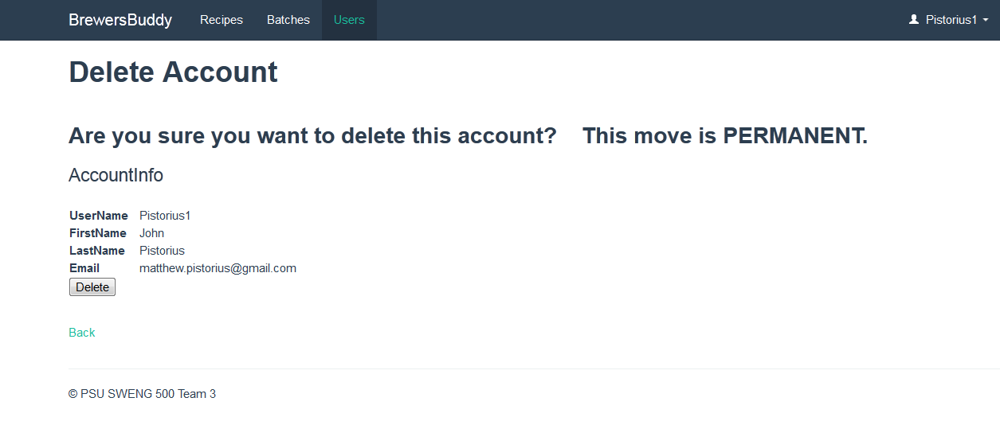 BrewersBuddy Recipes Batches Users Pistorius1
Delete Account
Are you sure you want to delete this account? This move is PERMANENT.
AccountInfo
UserName Pistorius1
FirstName John
LastName Pistorius
Email matthew.pistorius@gmail.com
Delete
Back
© PSU SWENG 500 Team 3